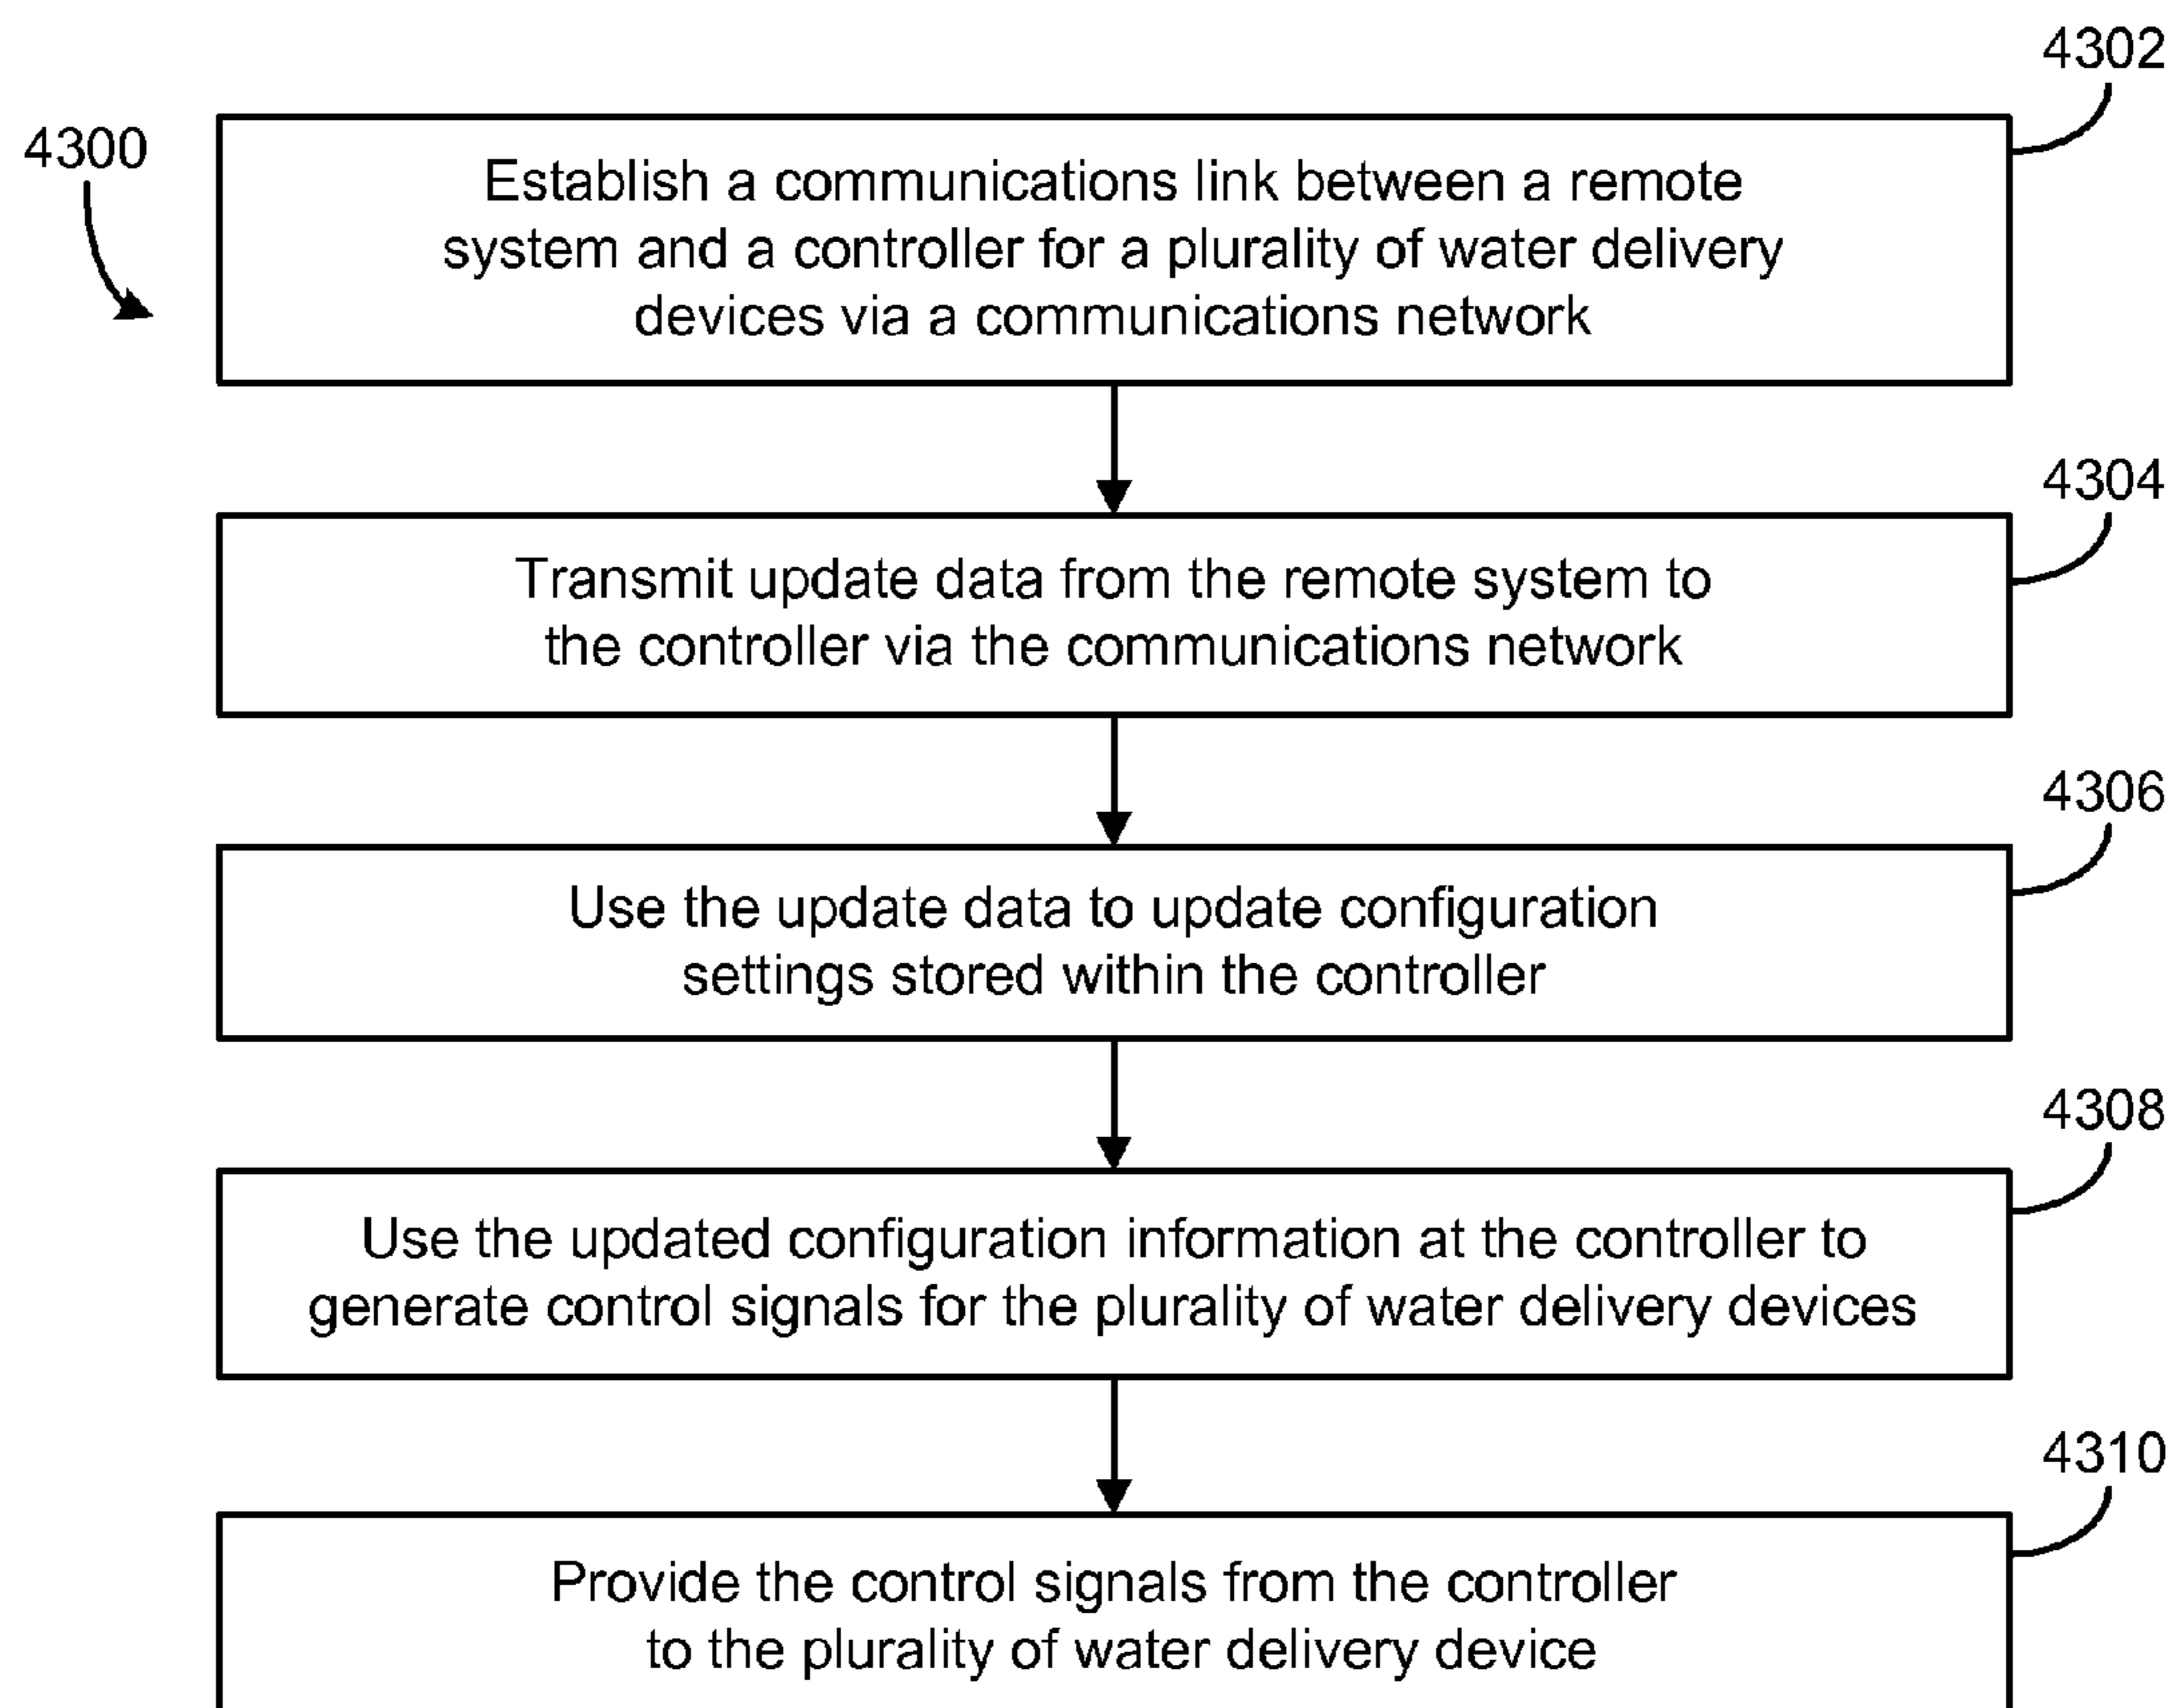 4302
4300
Establish a communications link between a remote
system and a controller for a plurality of water delivery
devices via a communications network
4304
Transmit update data from the remote system to
the controller via the communications network
4306
Use the update data to update configuration
settings stored within the controller
4308
Use the updated configuration information at the controller to
generate control signals for the plurality of water delivery devices
4310
Provide the control signals from the controller
to the plurality of water delivery device